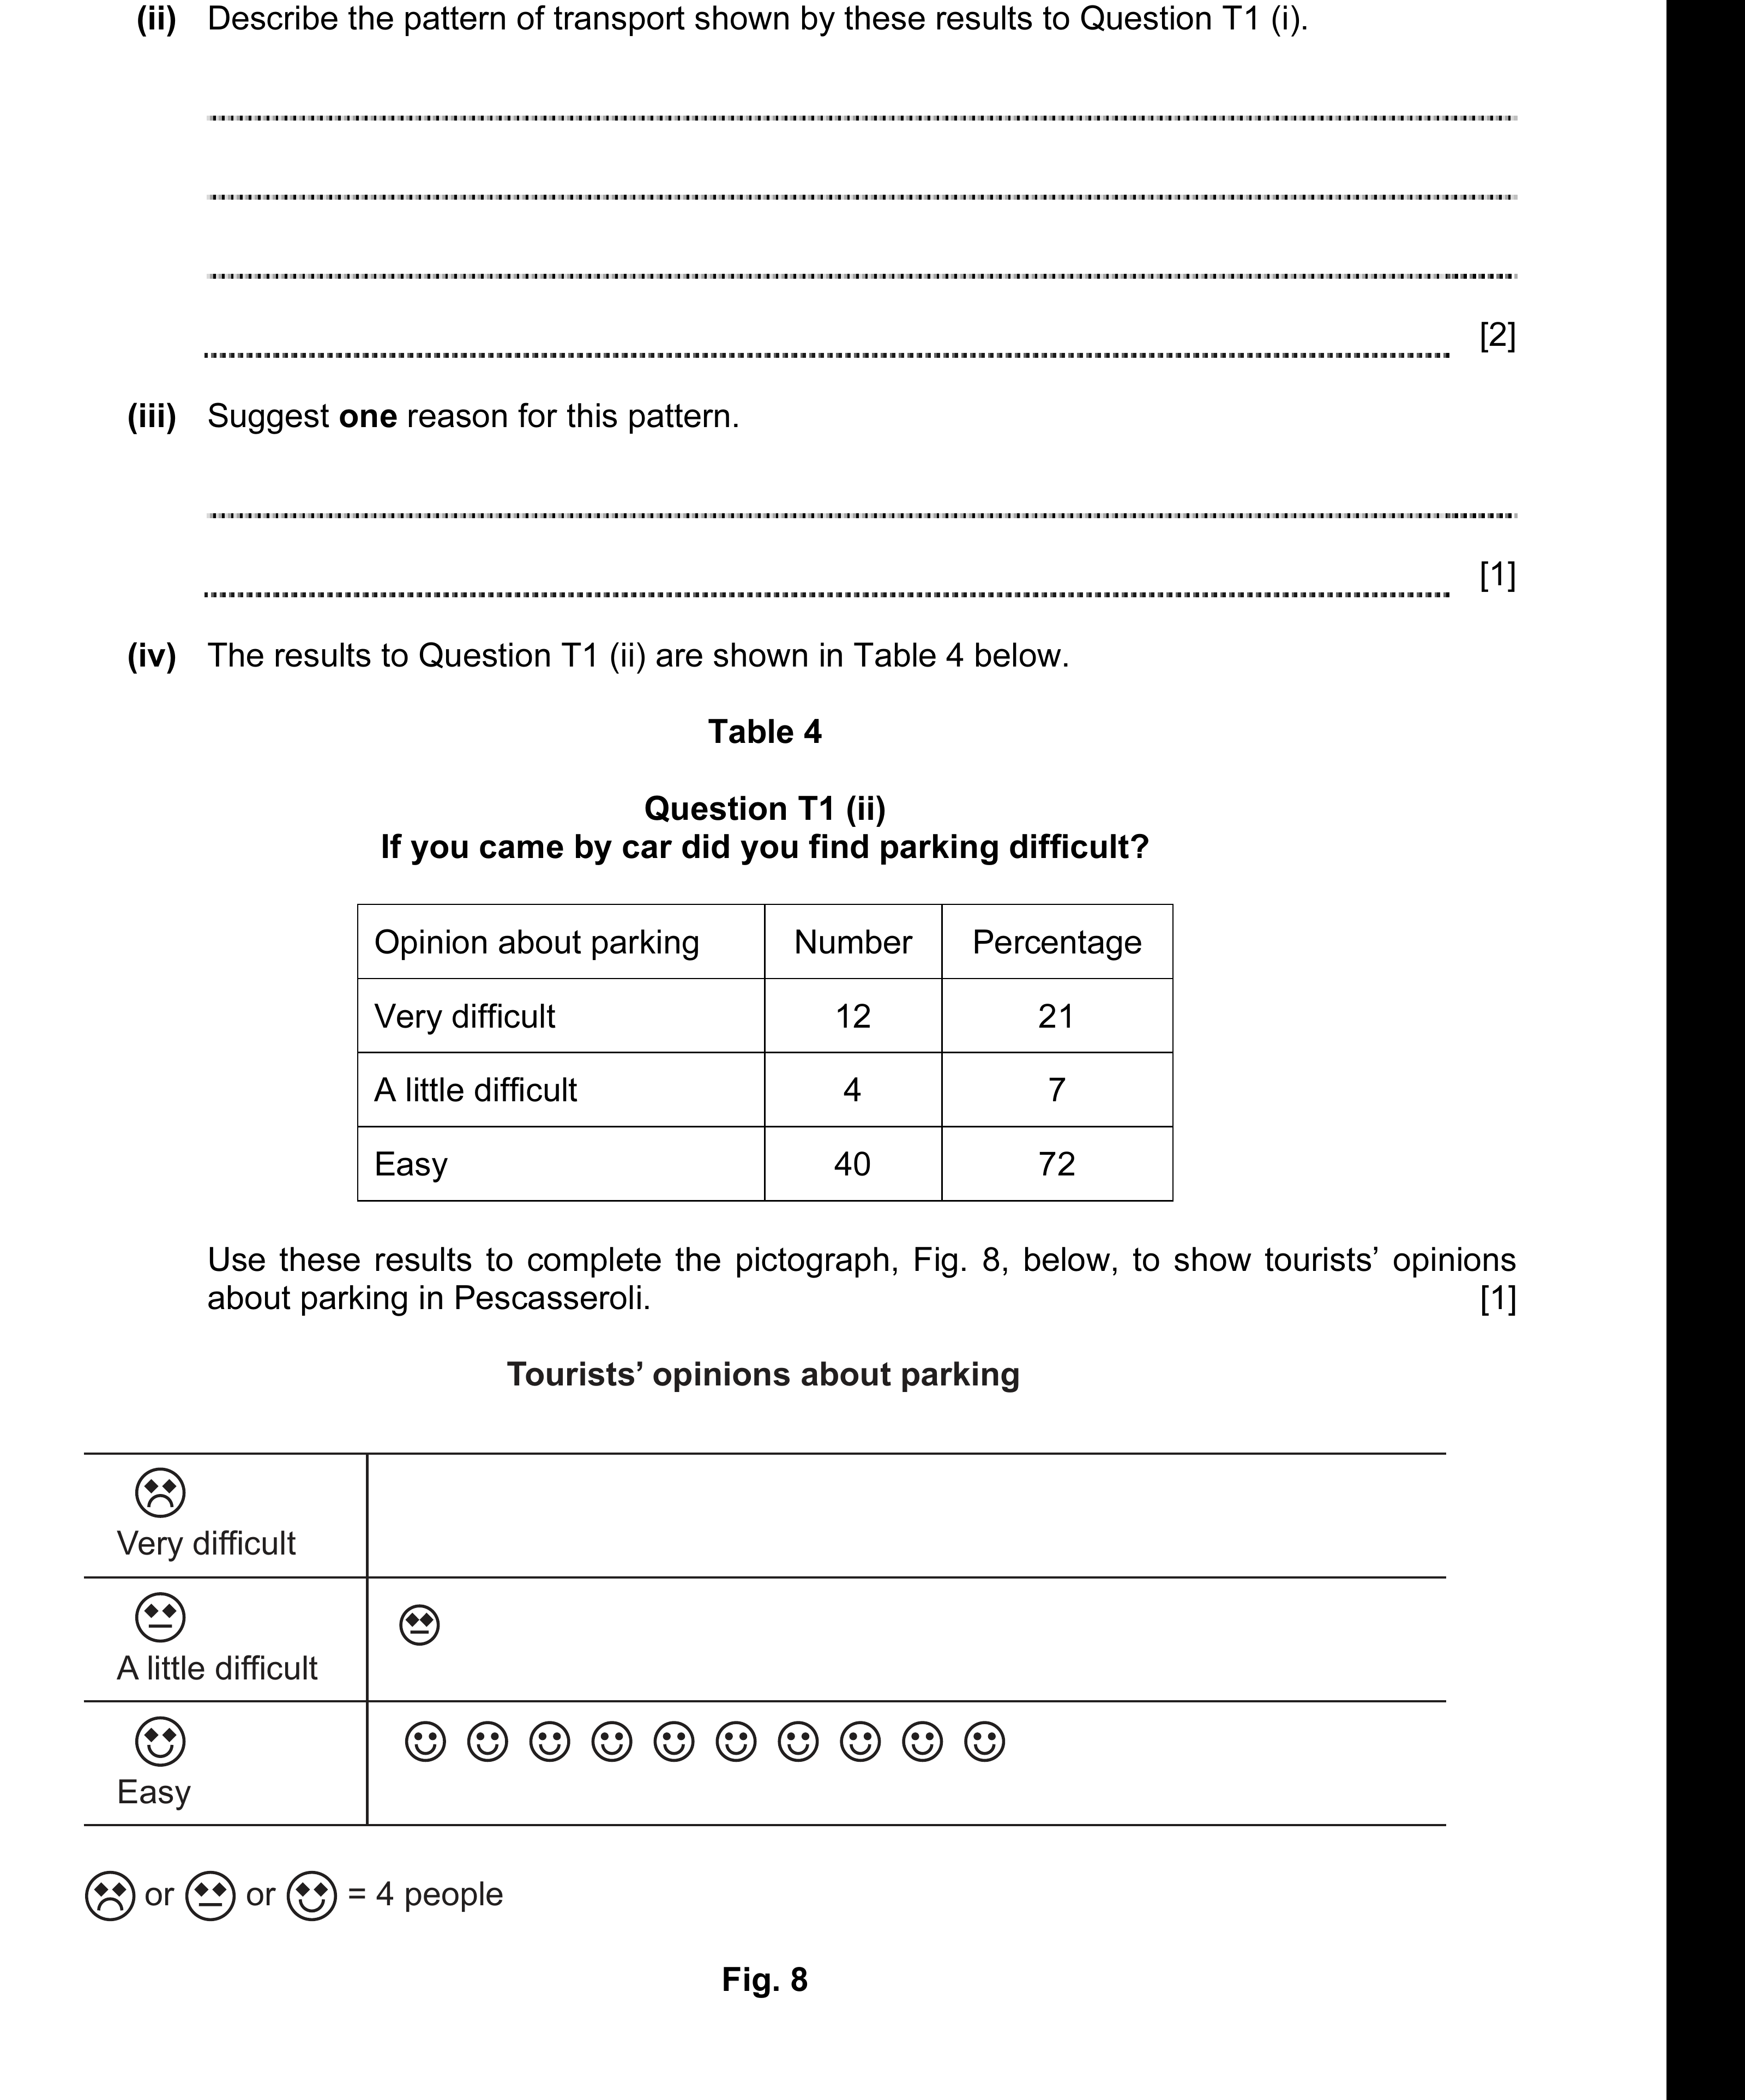 (ii) Describe the pattern of transport shown by these results to Question T1 (i).
[2]
(iii) Suggest one reason for this pattern.
[1]
(iv) The results to Question T1 (ii) are shown in Table 4 below.
Table 4
Question T1 (ii)
If you came by car did you find parking difficult?
Opinion about parking Number Percentage
Very difficult 12 21
A little difficult 4 7
Easy 40 72
Use these results to complete the pictograph, Fig. 8, below, to show tourists’ opinions
about parking in Pescasseroli. [1]
Tourists’ opinions about parking
Very difficult
A little difficult
Easy
or or = 4 people
Fig. 8